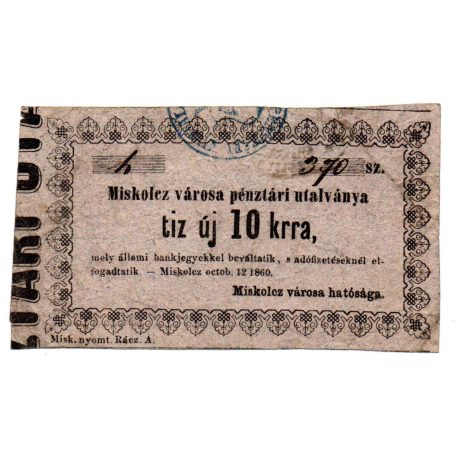 h 370 sz.
Miskolcz városa pénztári utalványa
tiz új 10 krra,
mely állami bankjegyekkel beváltatik, s adófizetéseknél el-
fogadtatik. — Miskolcz octob. 12 1860.
Miskolcz városa hatósága.
Misk. nyomt. Rácz. A.